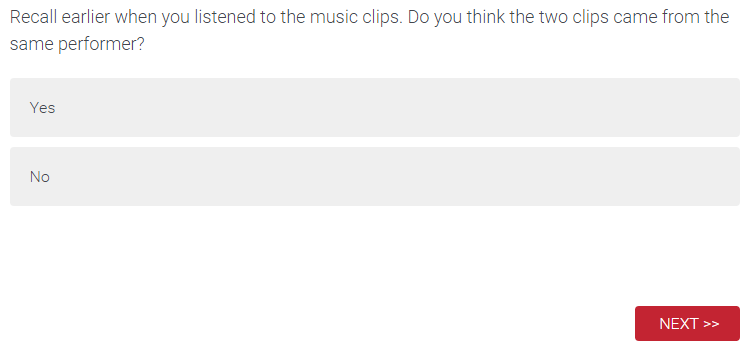 Recall earlier when you listened to the music clips. Do you think the two clips came from the
same performer?
Yes
No
NEXT >>